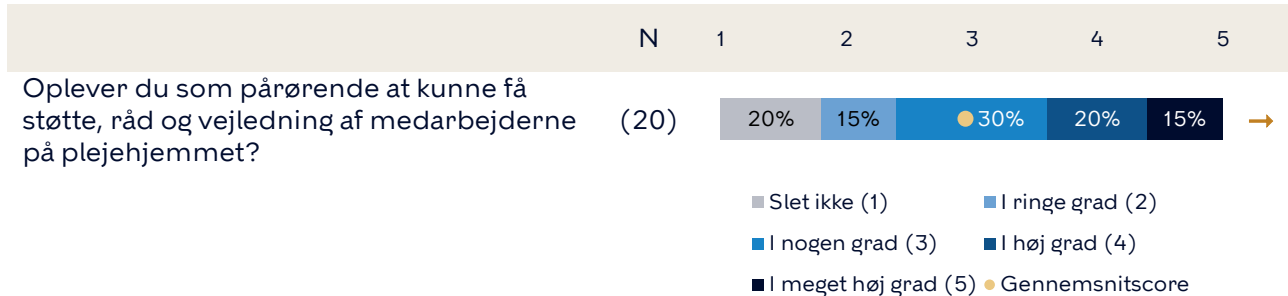 N 1 2 3 4 5
Oplever du som pårørende at kunne få
støtte, råd og vejledning af medarbejderne
på plejehjemmet?
(20) 20% 15% 30% 20% 15%
Slet ikke (1) I ringe grad (2)
I nogen grad (3) I høj grad (4)
I meget høj grad (5) Gennemsnitscore